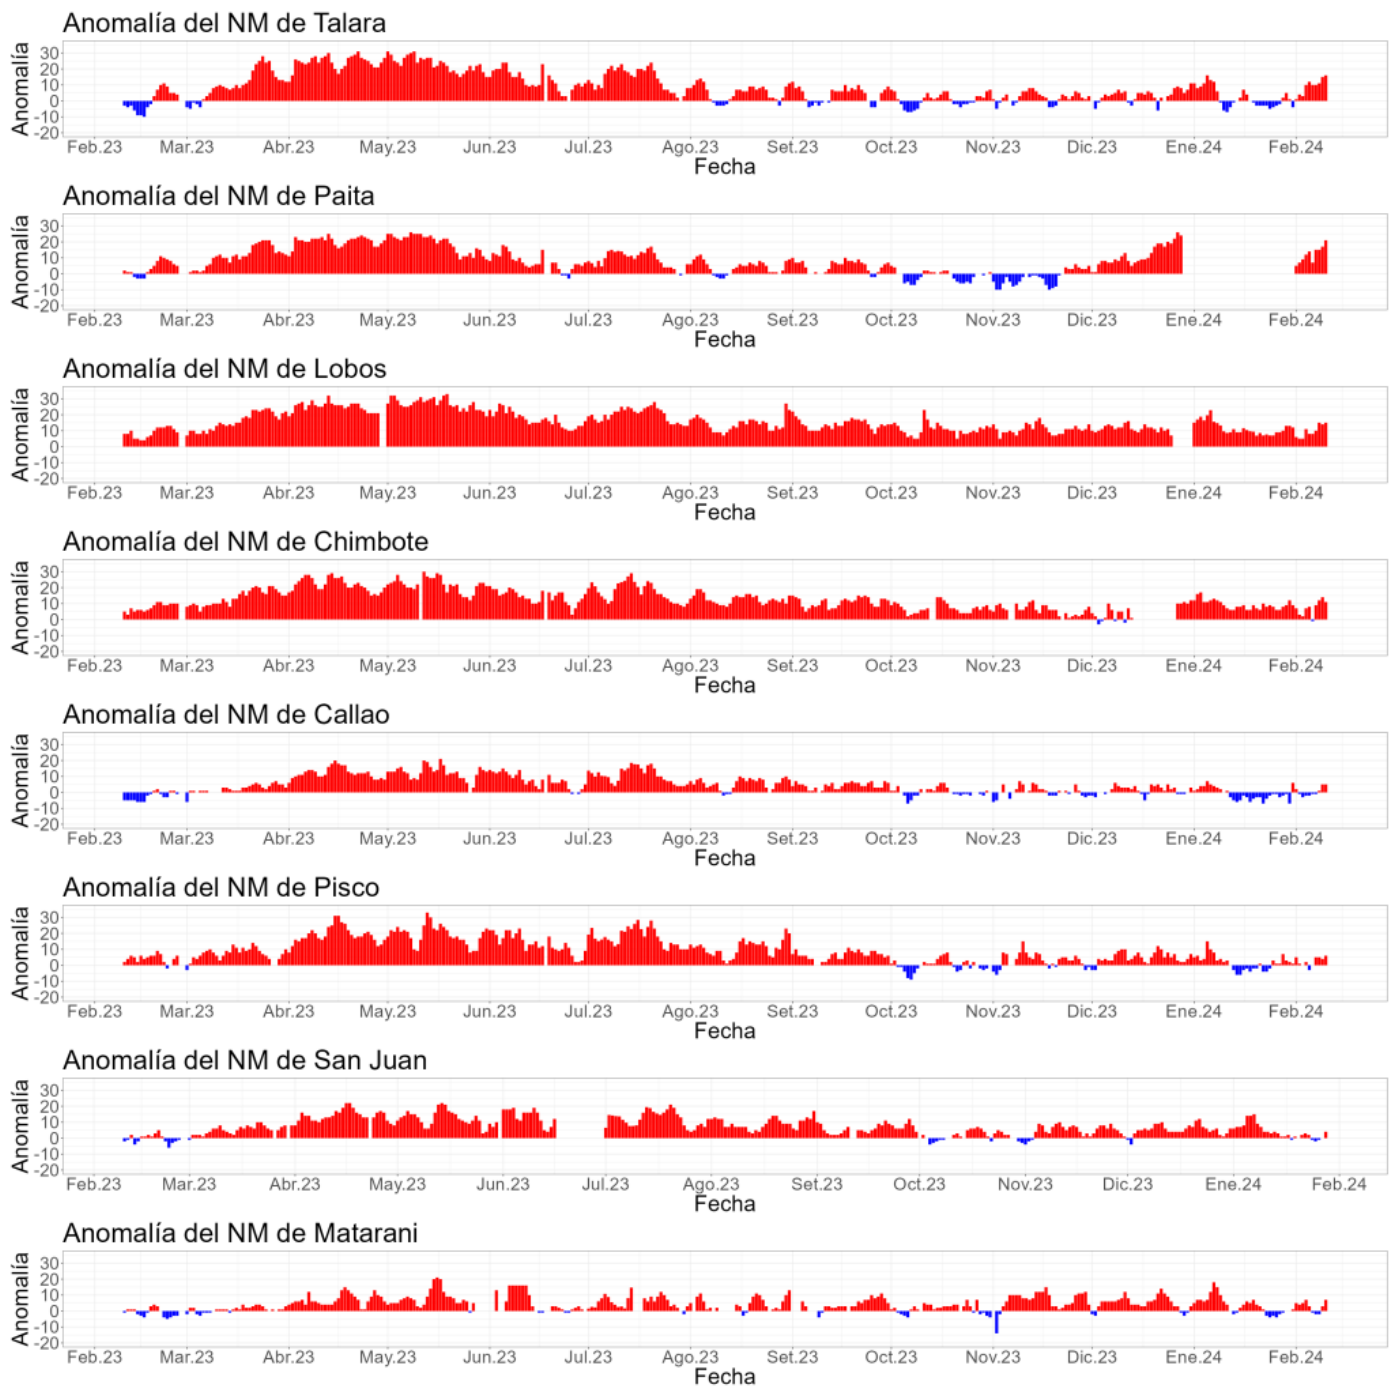 Anomalía del NM de Talara
Anomalía
30
20
10
0
-10
-20
Feb.23 Mar.23 Abr.23 May.23 Jun.23 Jul.23 Ago.23 Set.23 Oct.23 Nov.23 Dic.23 Ene.24 Feb.24
Fecha
Anomalía del NM de Paita
Anomalía
30
20
10
0
-10
-20
Feb.23 Mar.23 Abr.23 May.23 Jun.23 Jul.23 Ago.23 Set.23 Oct.23 Nov.23 Dic.23 Ene.24 Feb.24
Fecha
Anomalía del NM de Lobos
Anomalía
30
20
10
0
-10
-20
Feb.23 Mar.23 Abr.23 May.23 Jun.23 Jul.23 Ago.23 Set.23 Oct.23 Nov.23 Dic.23 Ene.24 Feb.24
Fecha
Anomalía del NM de Chimbote
Anomalía
30
20
10
0
-10
-20
Feb.23 Mar.23 Abr.23 May.23 Jun.23 Jul.23 Ago.23 Set.23 Oct.23 Nov.23 Dic.23 Ene.24 Feb.24
Fecha
Anomalía del NM de Callao
Anomalía
30
20
10
0
-10
-20
Feb.23 Mar.23 Abr.23 May.23 Jun.23 Jul.23 Ago.23 Set.23 Oct.23 Nov.23 Dic.23 Ene.24 Feb.24
Fecha
Anomalía del NM de Pisco
Anomalía
30
20
10
0
-10
-20
Feb.23 Mar.23 Abr.23 May.23 Jun.23 Jul.23 Ago.23 Set.23 Oct.23 Nov.23 Dic.23 Ene.24 Feb.24
Fecha
Anomalía del NM de San Juan
Anomalía
30
20
10
0
-10
-20
Feb.23 Mar.23 Abr.23 May.23 Jun.23 Jul.23 Ago.23 Set.23 Oct.23 Nov.23 Dic.23 Ene.24 Feb.24
Fecha
Anomalía del NM de Matarani
Anomalía
30
20
10
0
-10
-20
Feb.23 Mar.23 Abr.23 May.23 Jun.23 Jul.23 Ago.23 Set.23 Oct.23 Nov.23 Dic.23 Ene.24 Feb.24
Fecha